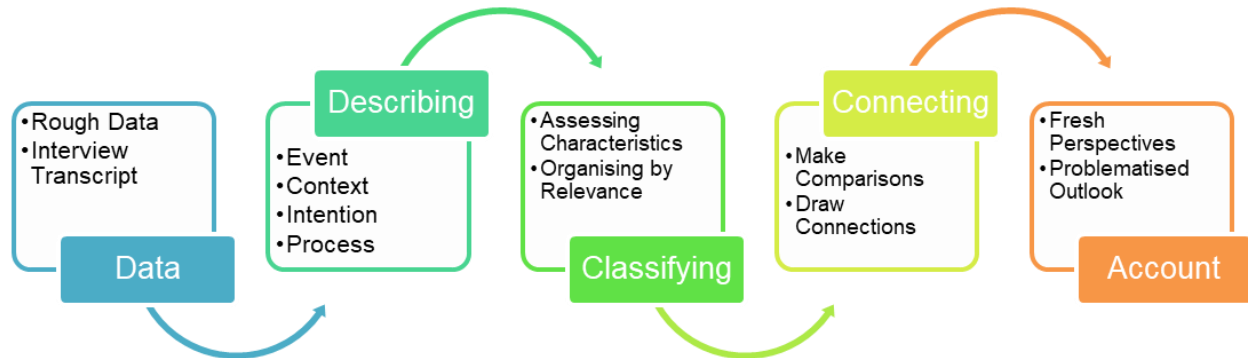 • Rough Data
• Interview
Transcript
Data
Describing
• Event
• Context
• Intention
• Process
• Assessing
Characteristics
• Organising by
Relevance
Classifying
Connecting
• Make
Comparisons
• Draw
Connections
• Fresh
Perspectives
• Problematised
Outlook
Account